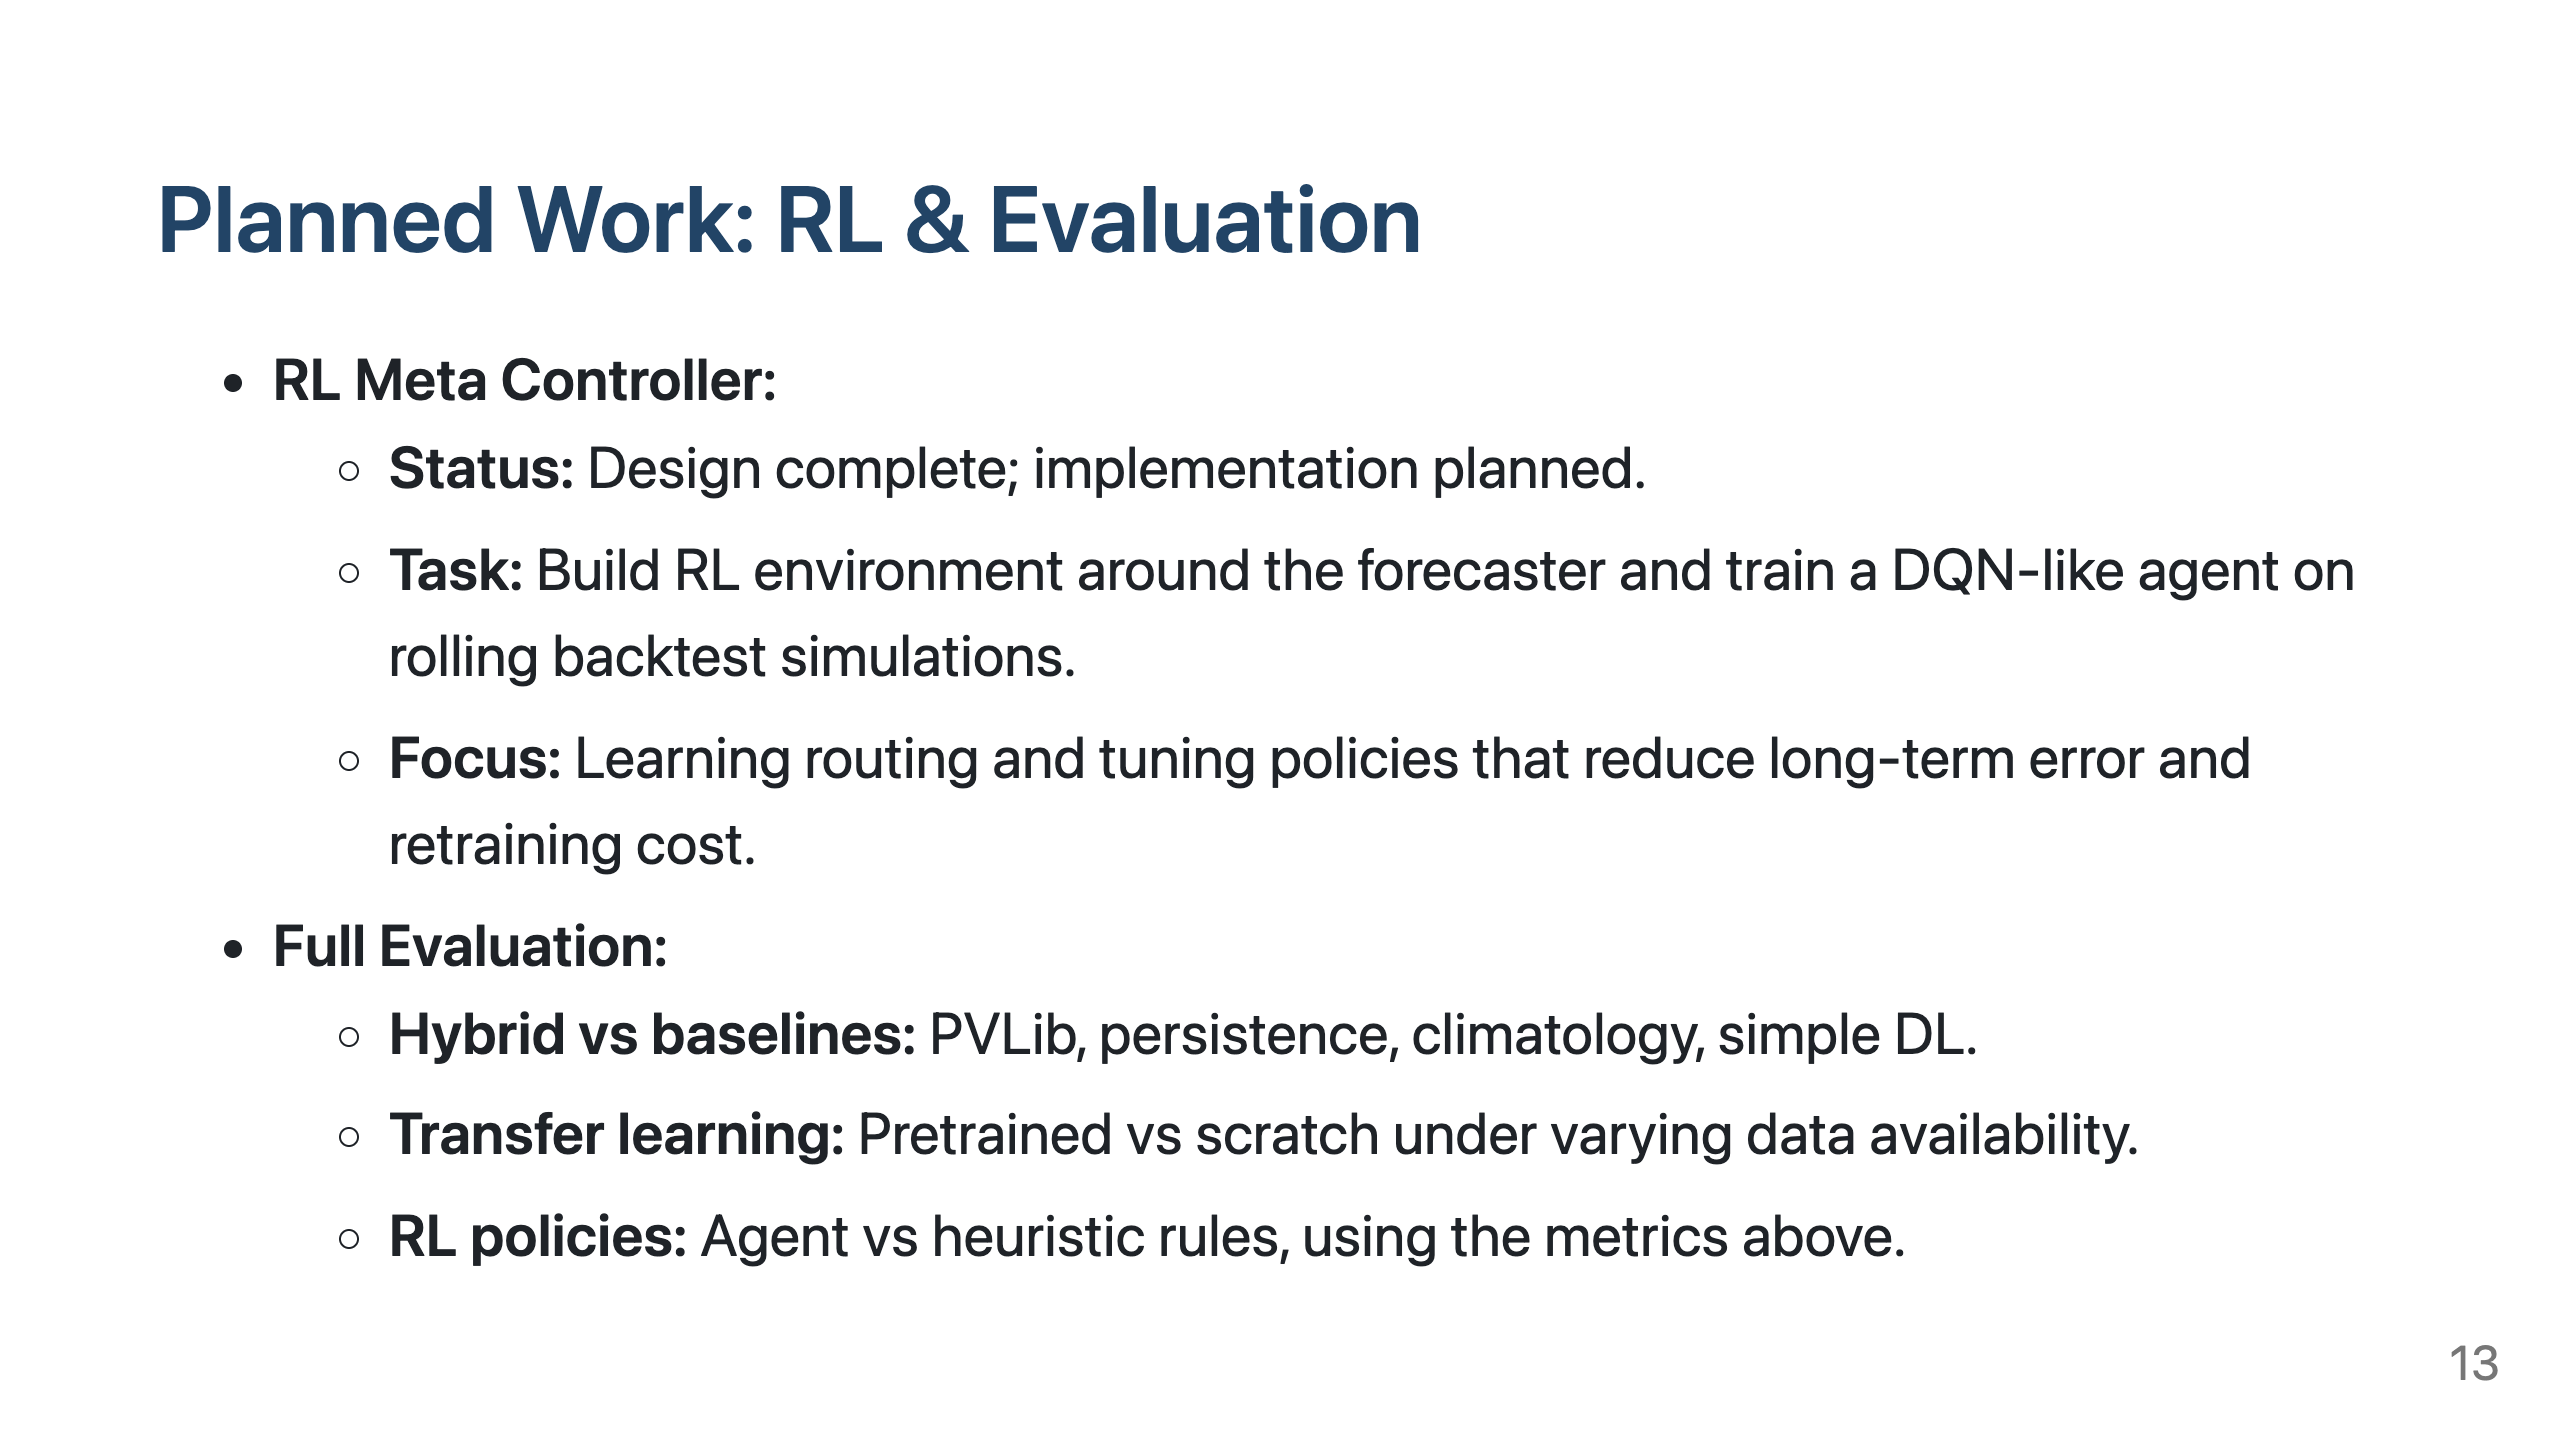 Planned Work: RL & Evaluation
• RL Meta Controller:
○ Status: Design complete; implementation planned.
○ Task: Build RL environment around the forecaster and train a DQN-like agent on
rolling backtest simulations.
○ Focus: Learning routing and tuning policies that reduce long-term error and
retraining cost.
• Full Evaluation:
○ Hybrid vs baselines: PVLib, persistence, climatology, simple DL.
○ Transfer learning: Pretrained vs scratch under varying data availability.
○ RL policies: Agent vs heuristic rules, using the metrics above.
13